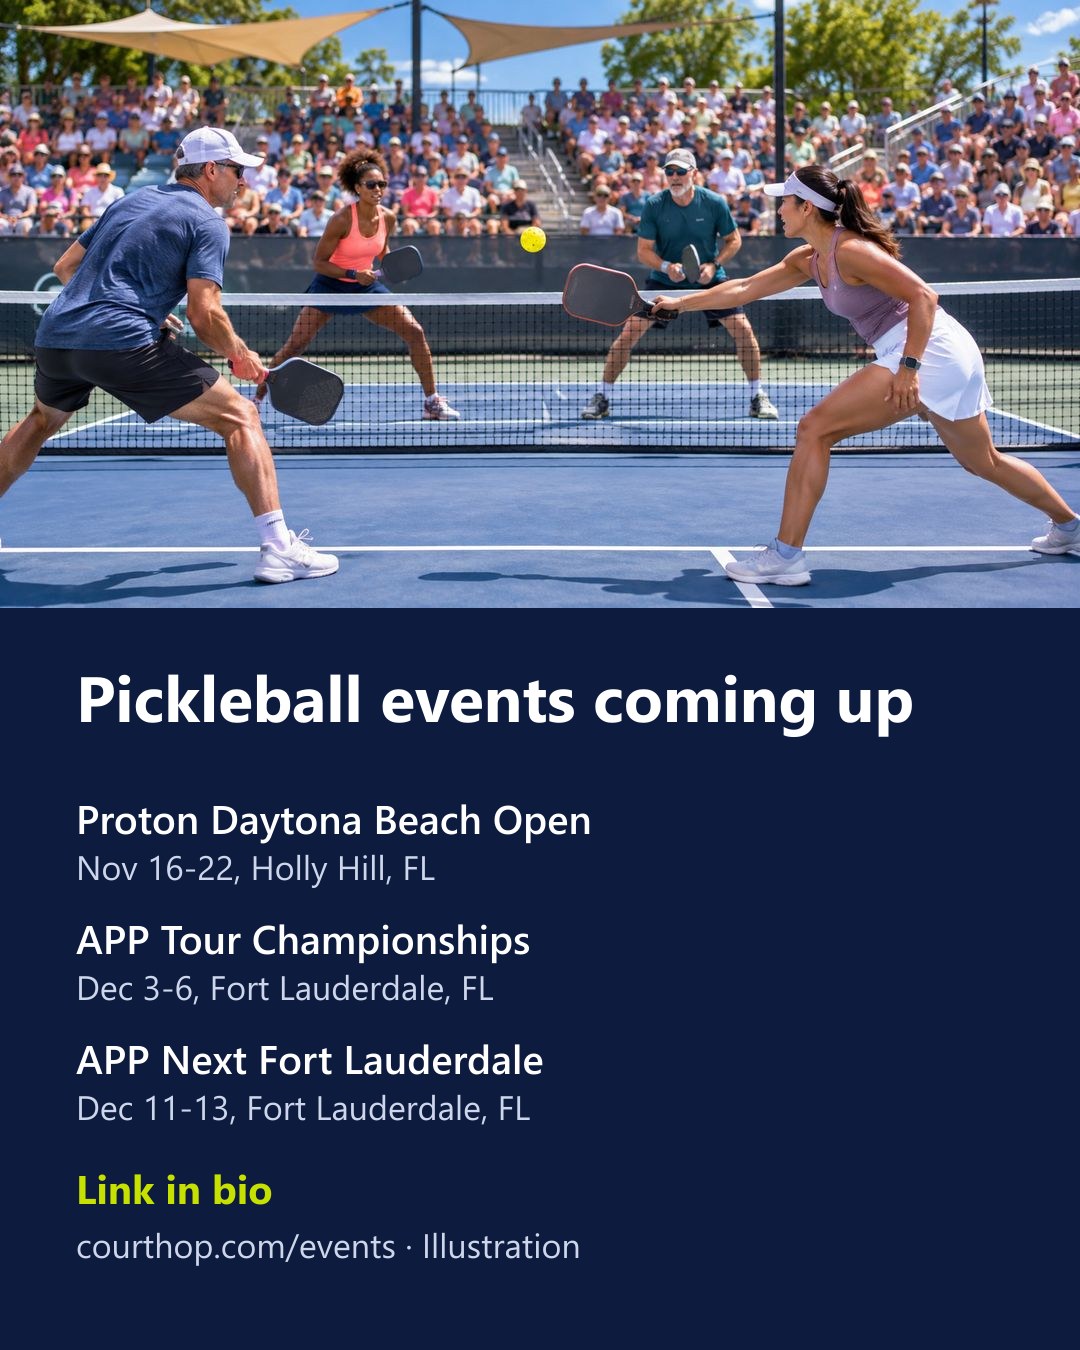 Pickleball events coming up
Proton Daytona Beach Open
Nov 16-22, Holly Hill, FL
APP Tour Championships
Dec 3-6, Fort Lauderdale, FL
APP Next Fort Lauderdale
Dec 11-13, Fort Lauderdale, FL
Link in bio
courthop.com/events · Illustration